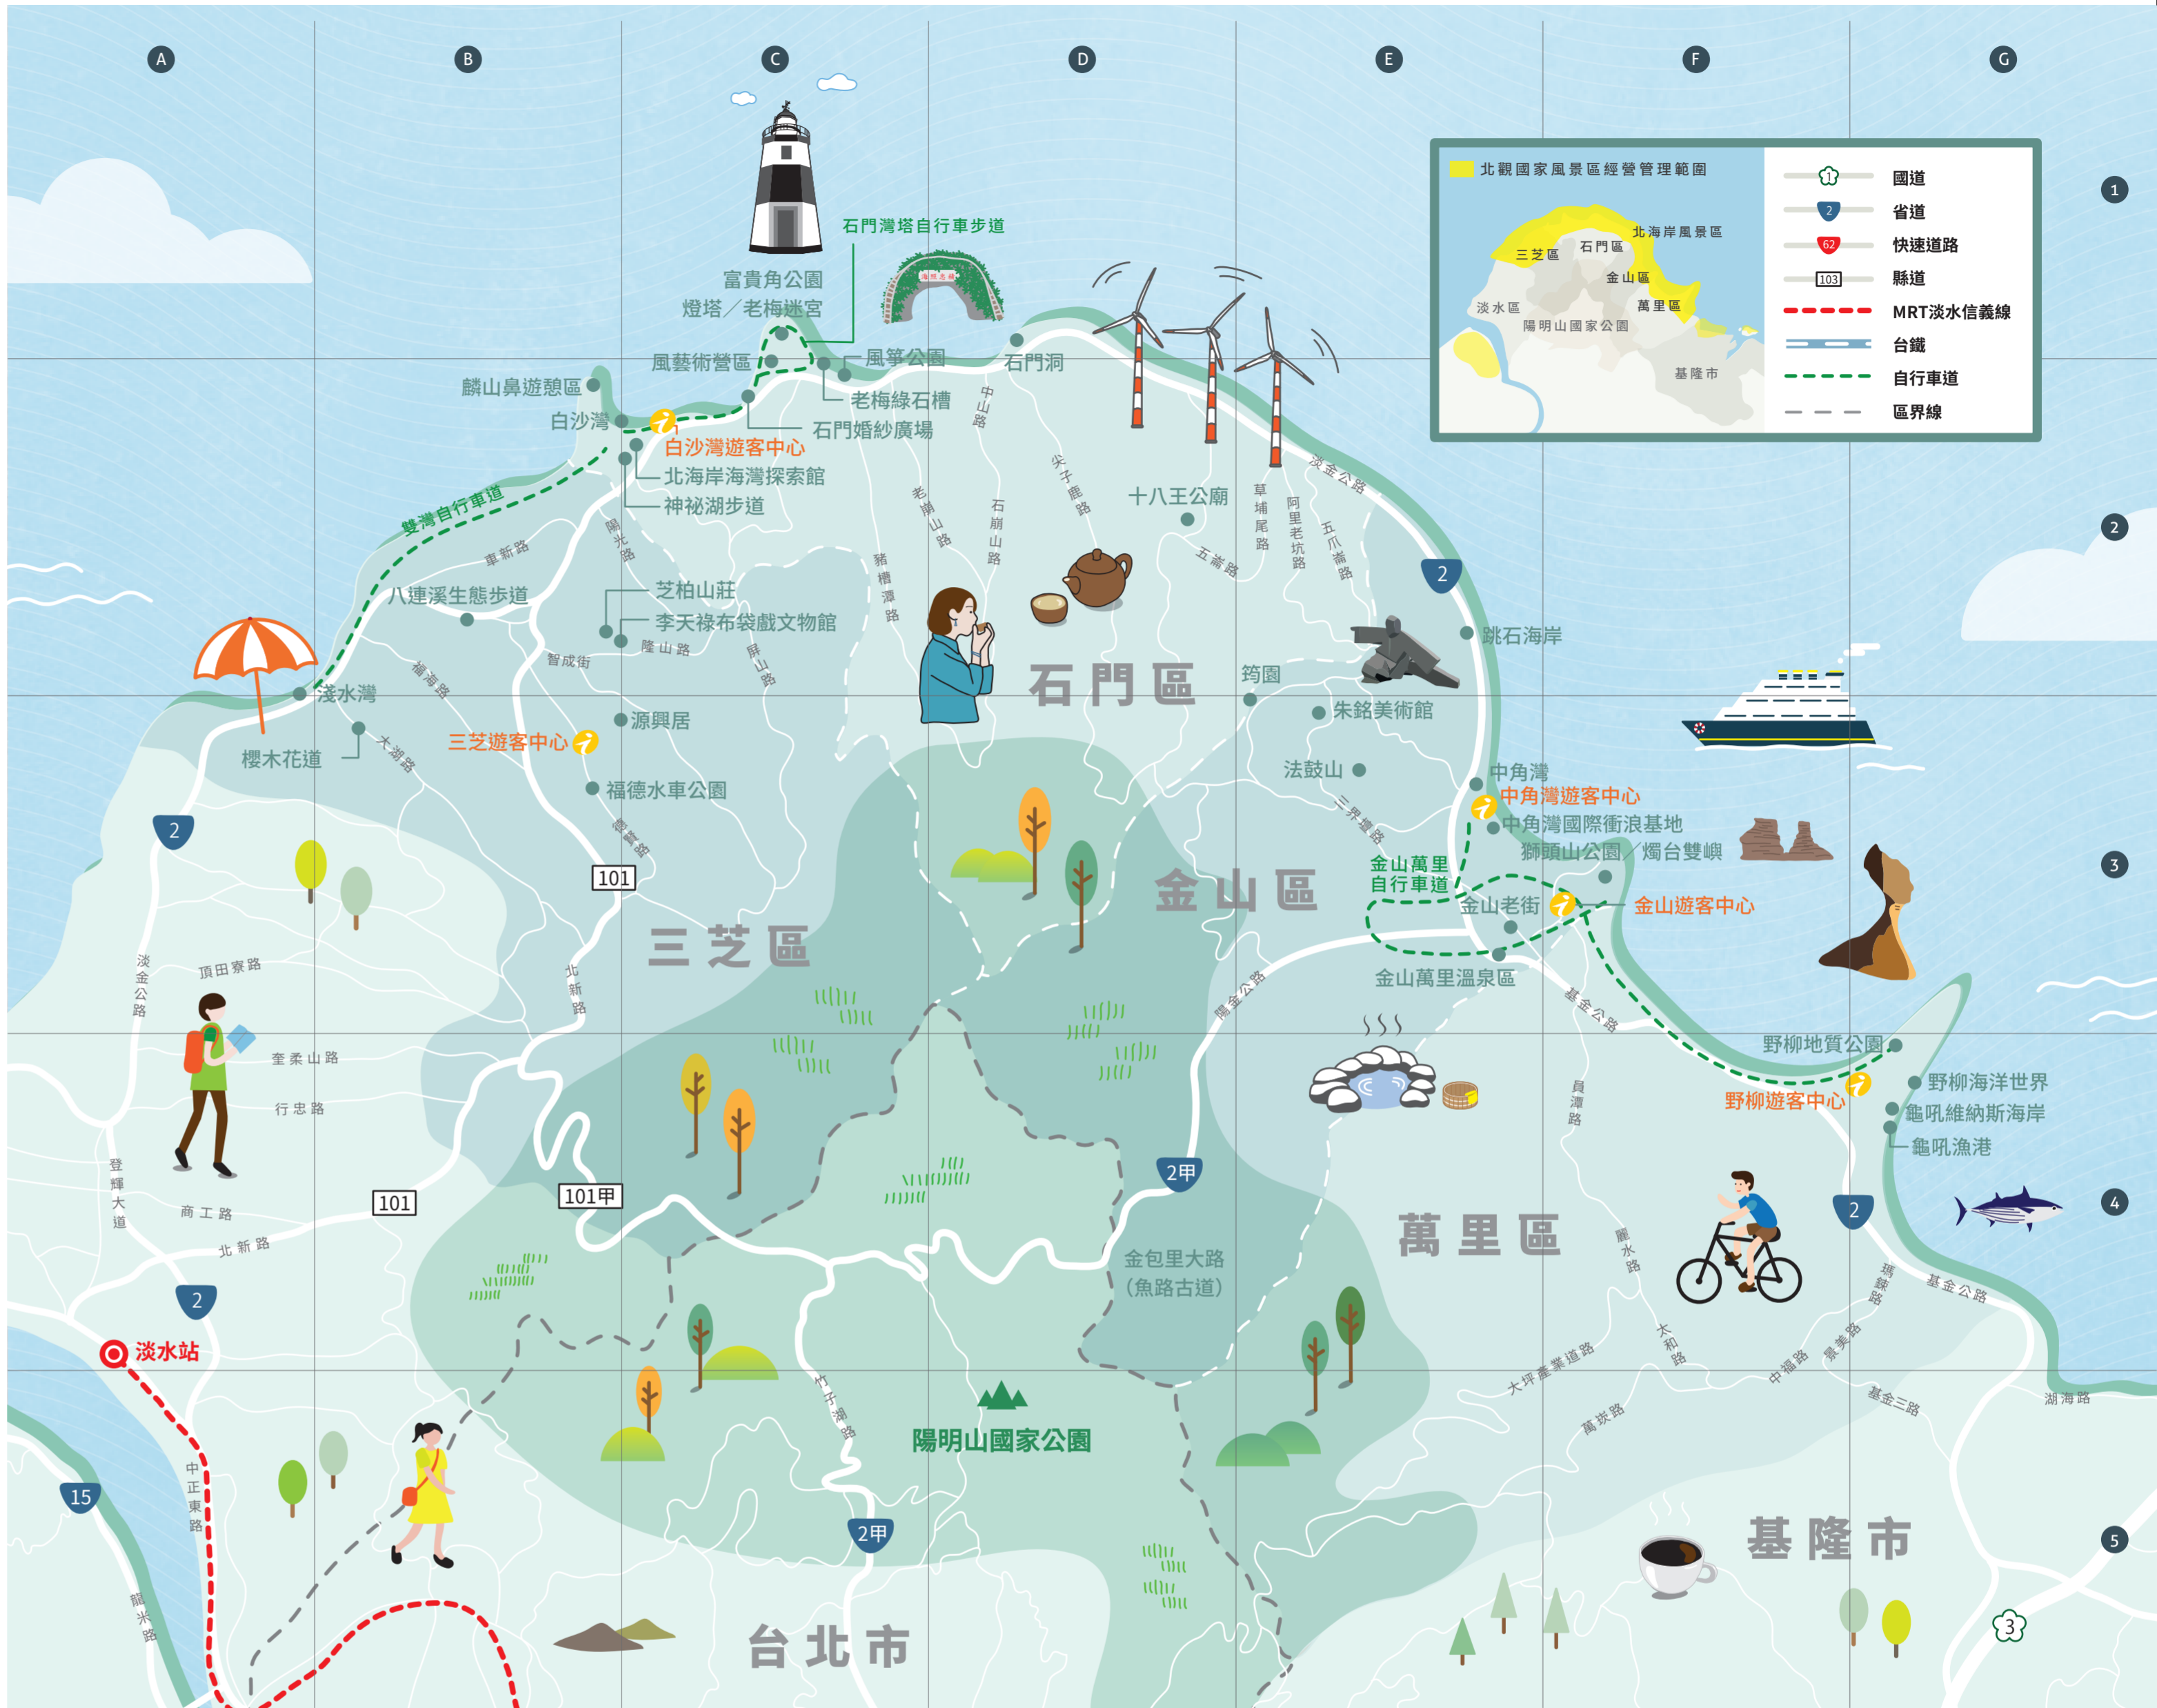 A
B
C
D
E
F
G
1
2
3
4
5
北觀國家風景區經營管理範圍
北海岸風景區
石門區
三芝區
金山區
萬里區
淡水區
陽明山國家公園
基隆市
1
國道
2
省道
62
快速道路
103
縣道
MRT淡水信義線
台鐵
自行車道
區界線
石門灣塔自行車步道
富貴角公園
燈塔／老梅迷宮
風藝術營區
風箏公園
石門洞
老梅綠石槽
石門婚紗廣場
麟山鼻遊憩區
白沙灣
白沙灣遊客中心
北海岸海灣探索館
神祕湖步道
雙灣自行車道
車新路
陽光路
中山路
老崩山路
石崩山路
尖子鹿路
豬槽潭路
十八王公廟
五崙路
草埔尾路
阿里老坑路
五爪崙路
淡金公路
2
跳石海岸
八連溪生態步道
芝柏山莊
李天祿布袋戲文物館
智成街
隆山路
屏山路
福海路
淺水灣
櫻木花道
大湖路
三芝遊客中心
源興居
福德水車公園
石門區
筠園
朱銘美術館
法鼓山
三界壇路
中角灣
中角灣遊客中心
中角灣國際衝浪基地
獅頭山公園／燭台雙嶼
金山萬里
自行車道
金山老街
金山遊客中心
金山萬里溫泉區
金山區
三芝區
2
101
淡金公路
頂田寮路
北新路
陽金公路
基金公路
奎柔山路
行忠路
員潭路
野柳地質公園
野柳海洋世界
野柳遊客中心
龜吼維納斯海岸
龜吼漁港
登輝大道
商工路
北新路
101
101甲
2甲
金包里大路
（魚路古道）
萬里區
麗水路
2
瑪鋉路
基金公路
2
淡水站
太和路
景美路
中福路
大坪產業道路
萬崁路
基金三路
湖海路
竹子湖路
陽明山國家公園
中正東路
15
龍米路
2甲
基隆市
台北市
3